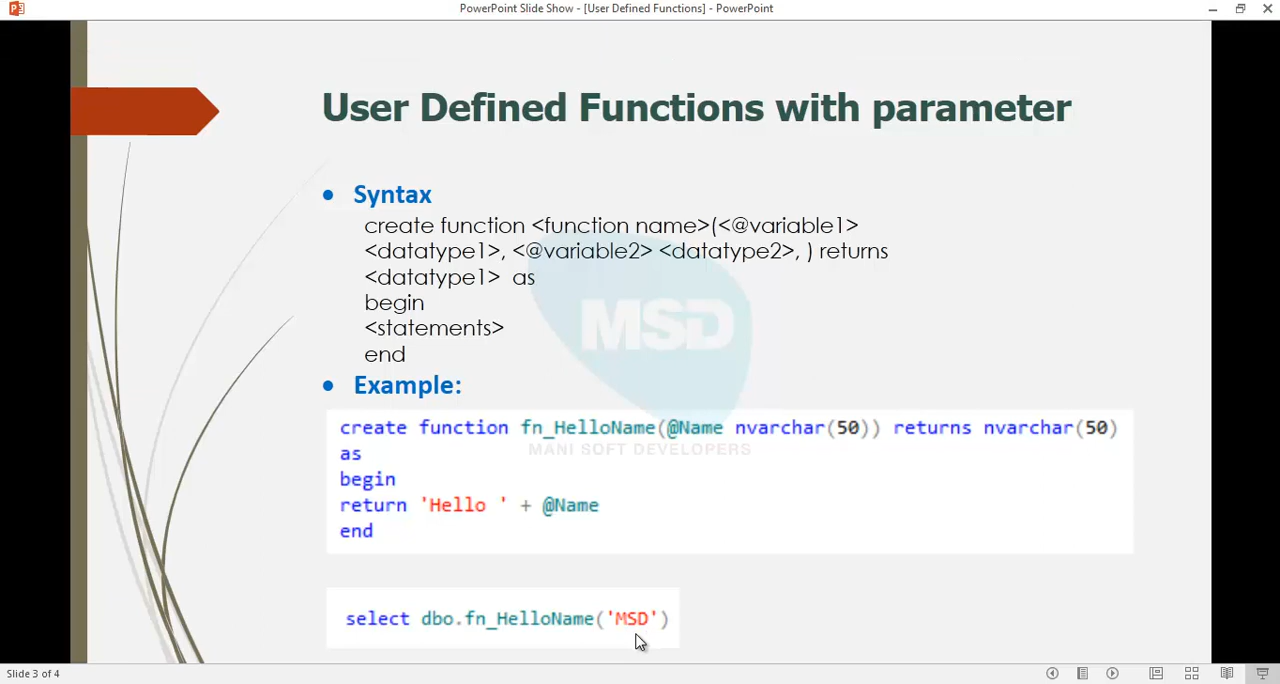 PowerPoint Slide Show - [User Defined Functions] - PowerPoint
User Defined Functions with parameter
• Syntax
create function <function name>(<@variable1>
<datatype1>, <@variable2> <datatype2>, ) returns
<datatype1>  as
begin
<statements>
end
• Example:
create function fn_HelloName(@Name nvarchar(50)) returns nvarchar(50)
as
begin
return 'Hello ' + @Name
end
MSD
MANI SOFT DEVELOPERS
select dbo.fn_HelloName('MSD')
Slide 3 of 4